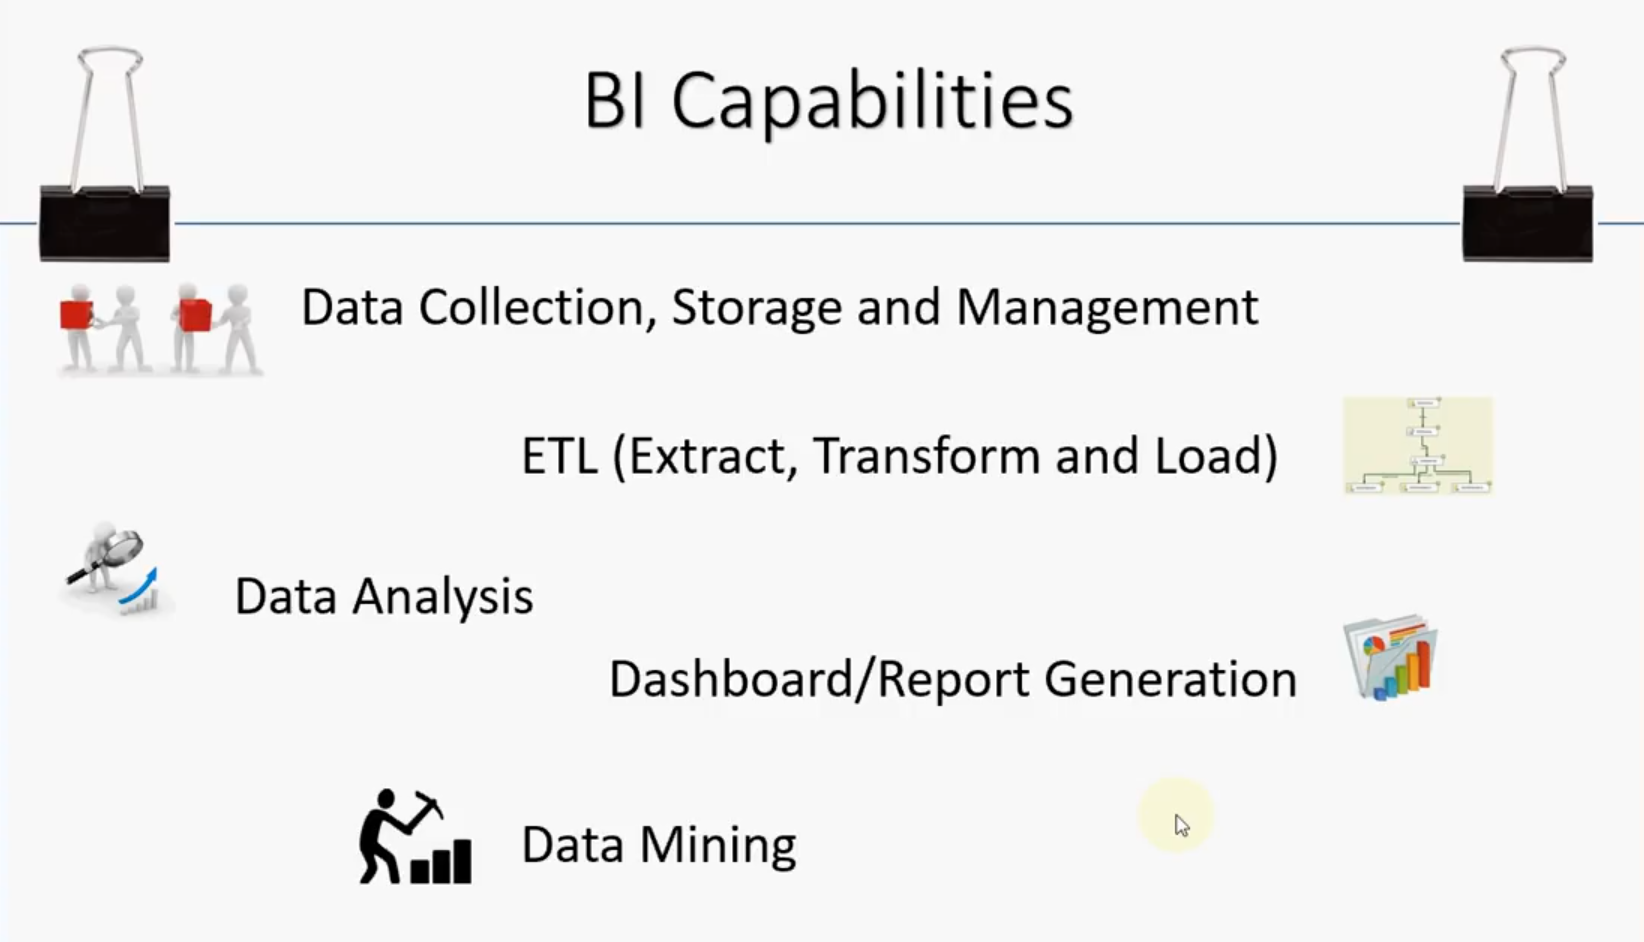 BI Capabilities
Data Collection, Storage and Management
ETL (Extract, Transform and Load)
Data Analysis
Dashboard/Report Generation
Data Mining